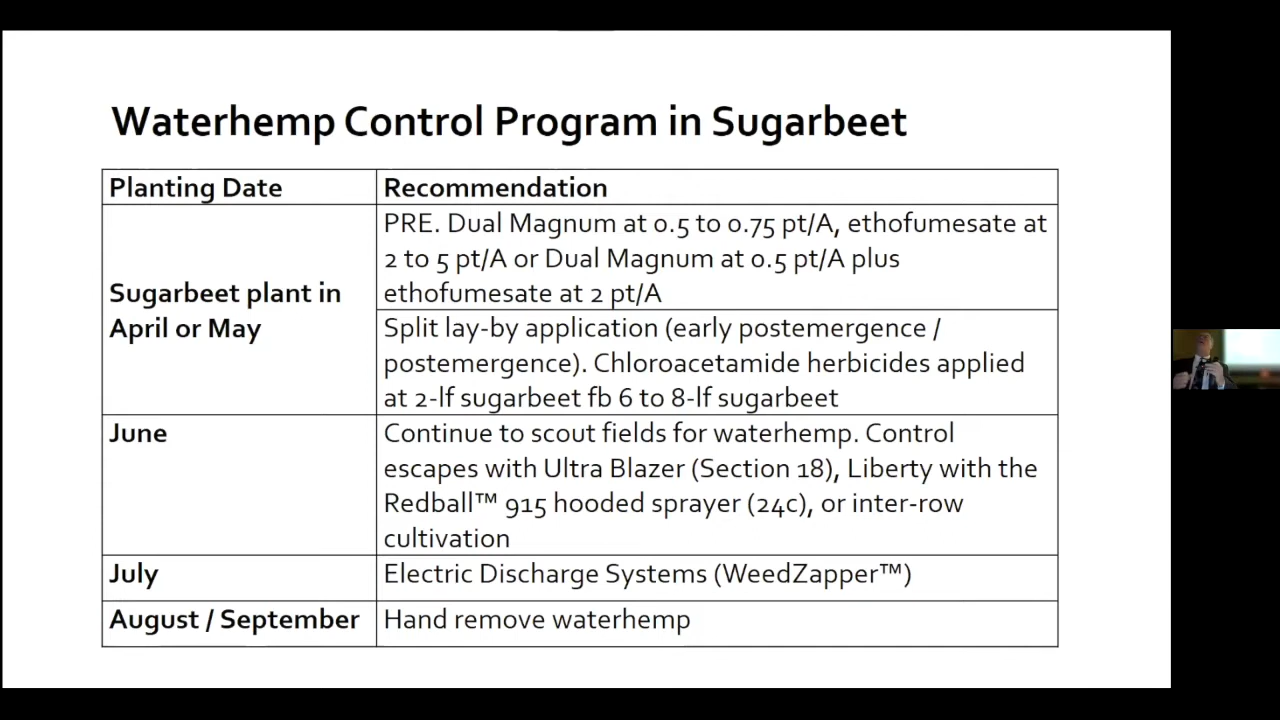 Waterhemp Control Program in Sugarbeet
Planting Date
Recommendation
Sugarbeet plant in
April or May
PRE. Dual Magnum at 0.5 to 0.75 pt/A, ethofumesate at
2 to 5 pt/A or Dual Magnum at 0.5 pt/A plus
ethofumesate at 2 pt/A
Split lay-by application (early postemergence /
postemergence). Chloroacetamide herbicides applied
at 2-lf sugarbeet fb 6 to 8-lf sugarbeet
June
Continue to scout fields for waterhemp. Control
escapes with Ultra Blazer (Section 18), Liberty with the
Redball™ 915 hooded sprayer (24c), or inter-row
cultivation
July
Electric Discharge Systems (WeedZapper™)
August / September
Hand remove waterhemp